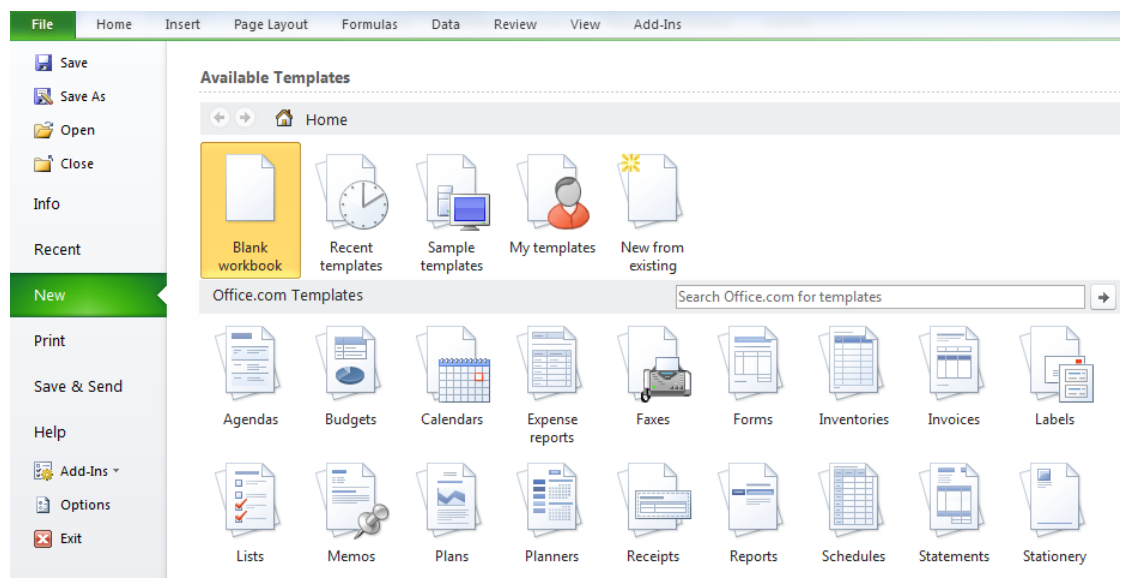 File Home Insert Page Layout Formulas Data Review View Add-Ins
Save
Save As
Open
Close
Info
Recent
New
Print
Save & Send
Help
Add-Ins
Options
Exit
Available Templates
Home
Blank workbook
Recent templates
Sample templates
My templates
New from existing
Office.com Templates
Search Office.com for templates
Agendas Budgets Calendars Expense reports Faxes Forms Inventories Invoices Labels
Lists Memos Plans Planners Receipts Reports Schedules Statements Stationery